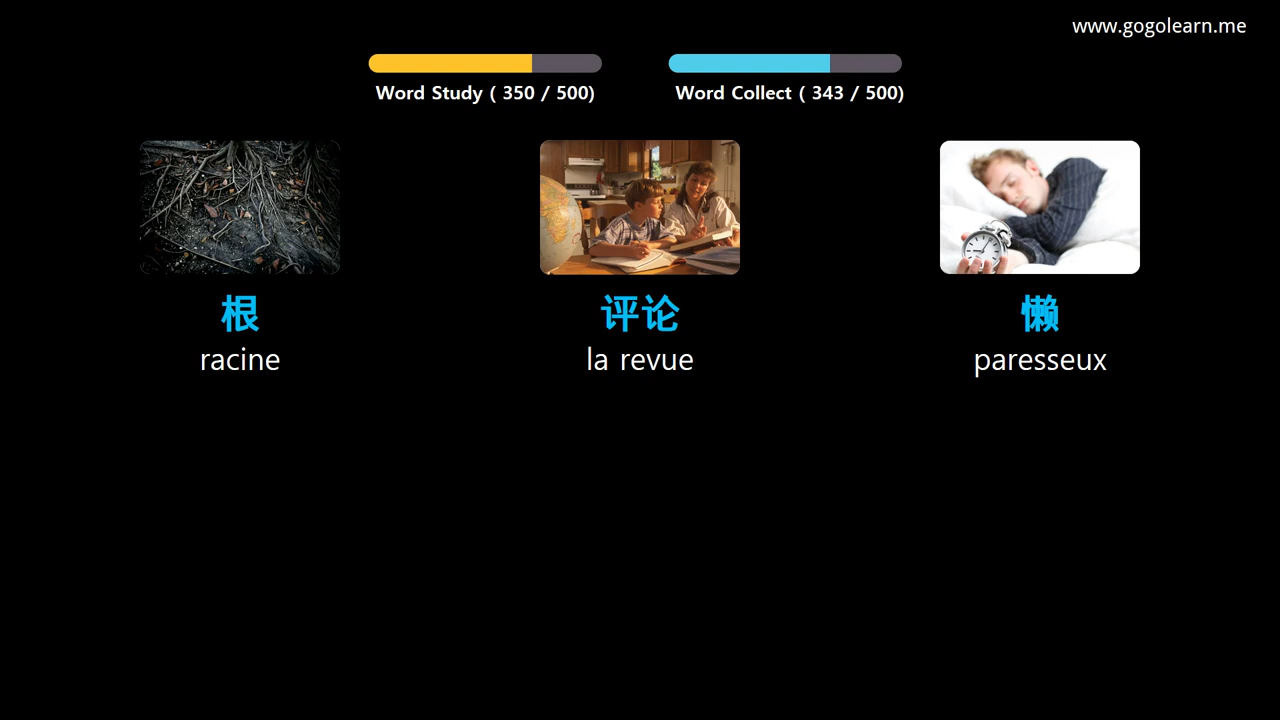 www.gogolearn.me
Word Study ( 350 / 500)
Word Collect ( 343 / 500)
根
评论
懒
racine
la revue
paresseux